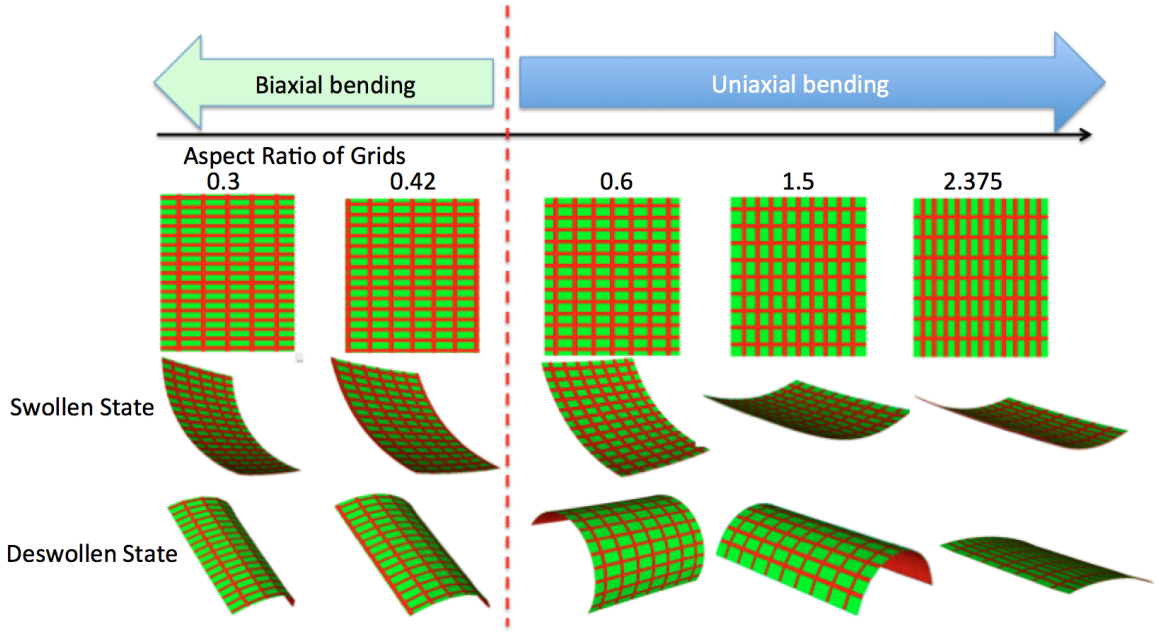 Biaxial bending
Uniaxial bending
Aspect Ratio of Grids
0.3 0.42 0.6 1.5 2.375
Swollen State
Deswollen State